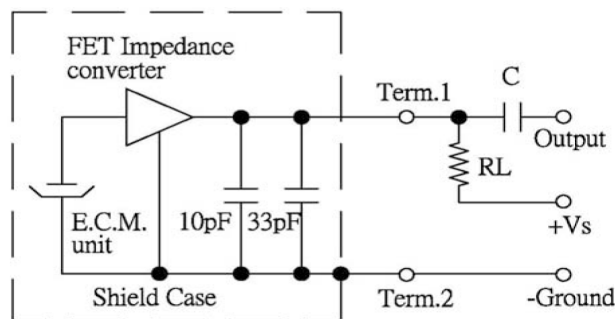 FET Impedance
converter
Term.1
C
Output
RL
+Vs
E.C.M.
unit
10pF
33pF
Shield Case
Term.2
-Ground